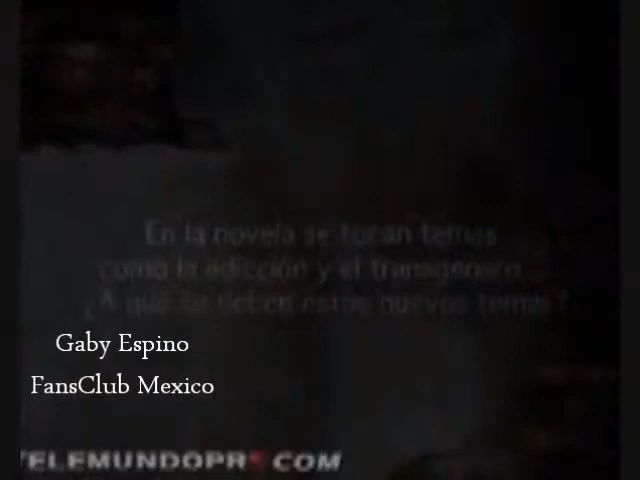 En la novela se tocan temas
como la adicción y el transgénero...
¿A qué se deben estos nuevos temas?
Gaby Espino
FansClub Mexico
TELEMUNDOPR COM